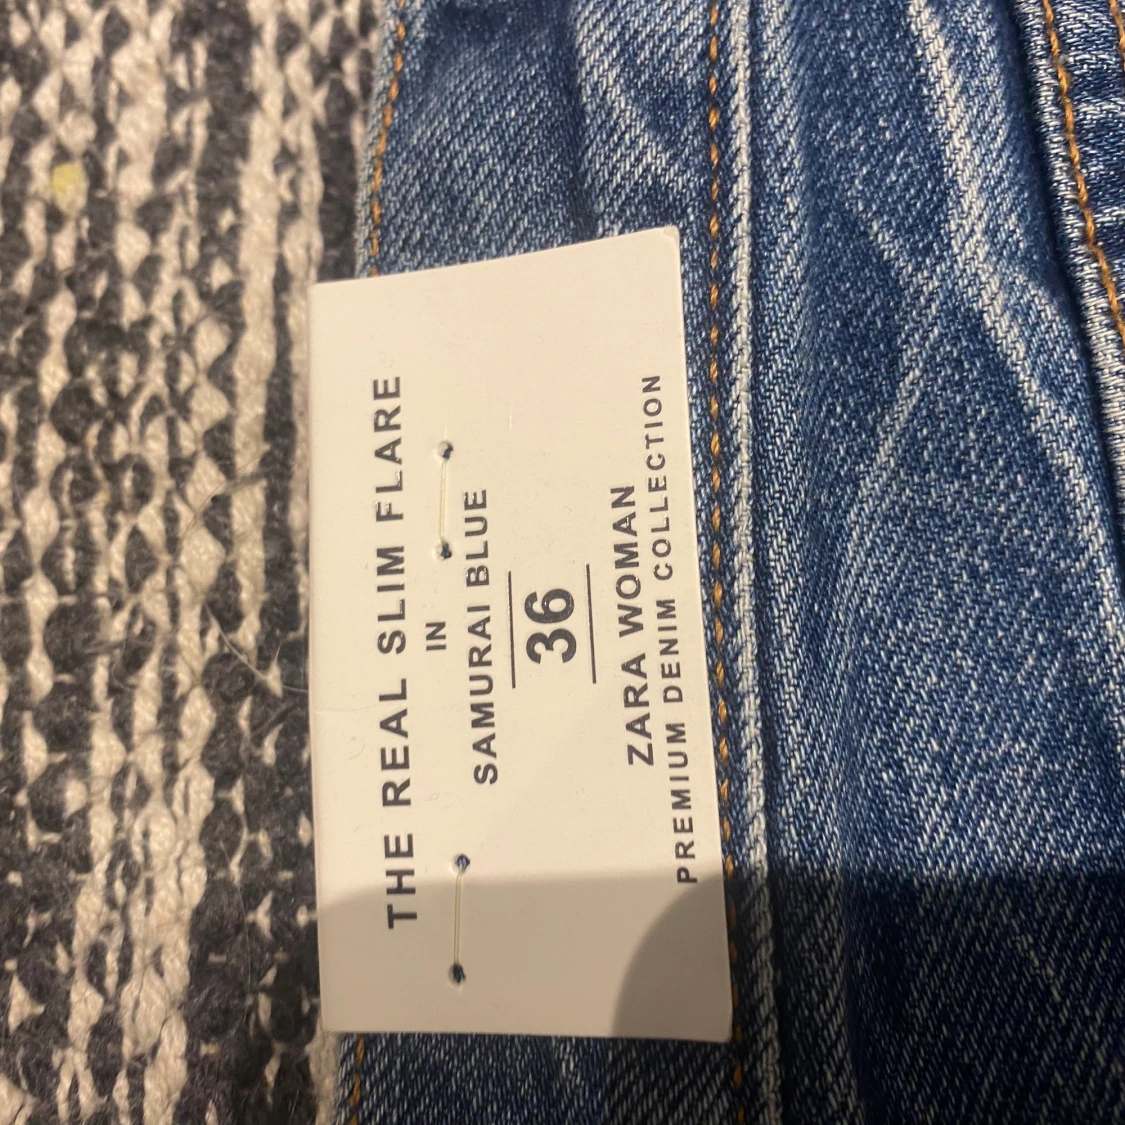 THE REAL SLIM FLARE
IN
SAMURAI BLUE
36
ZARA WOMAN
PREMIUM DENIM COLLECTION